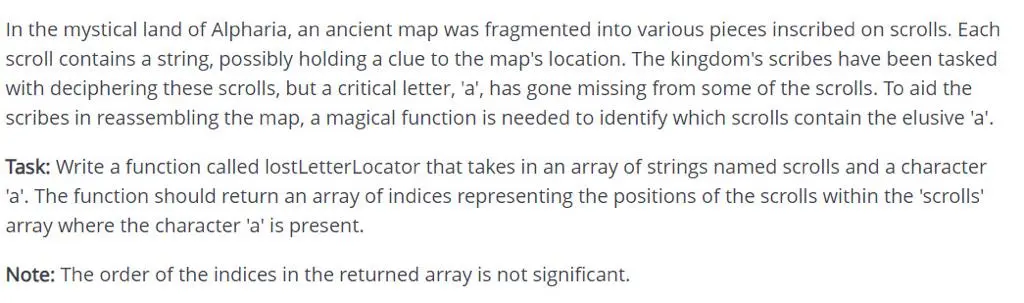 In the mystical land of Alpharia, an ancient map was fragmented into various pieces inscribed on scrolls. Each
scroll contains a string, possibly holding a clue to the map's location. The kingdom's scribes have been tasked
with deciphering these scrolls, but a critical letter, 'a', has gone missing from some of the scrolls. To aid the
scribes in reassembling the map, a magical function is needed to identify which scrolls contain the elusive 'a'.
Task: Write a function called lostLetterLocator that takes in an array of strings named scrolls and a character
'a'. The function should return an array of indices representing the positions of the scrolls within the 'scrolls'
array where the character 'a' is present.
Note: The order of the indices in the returned array is not significant.